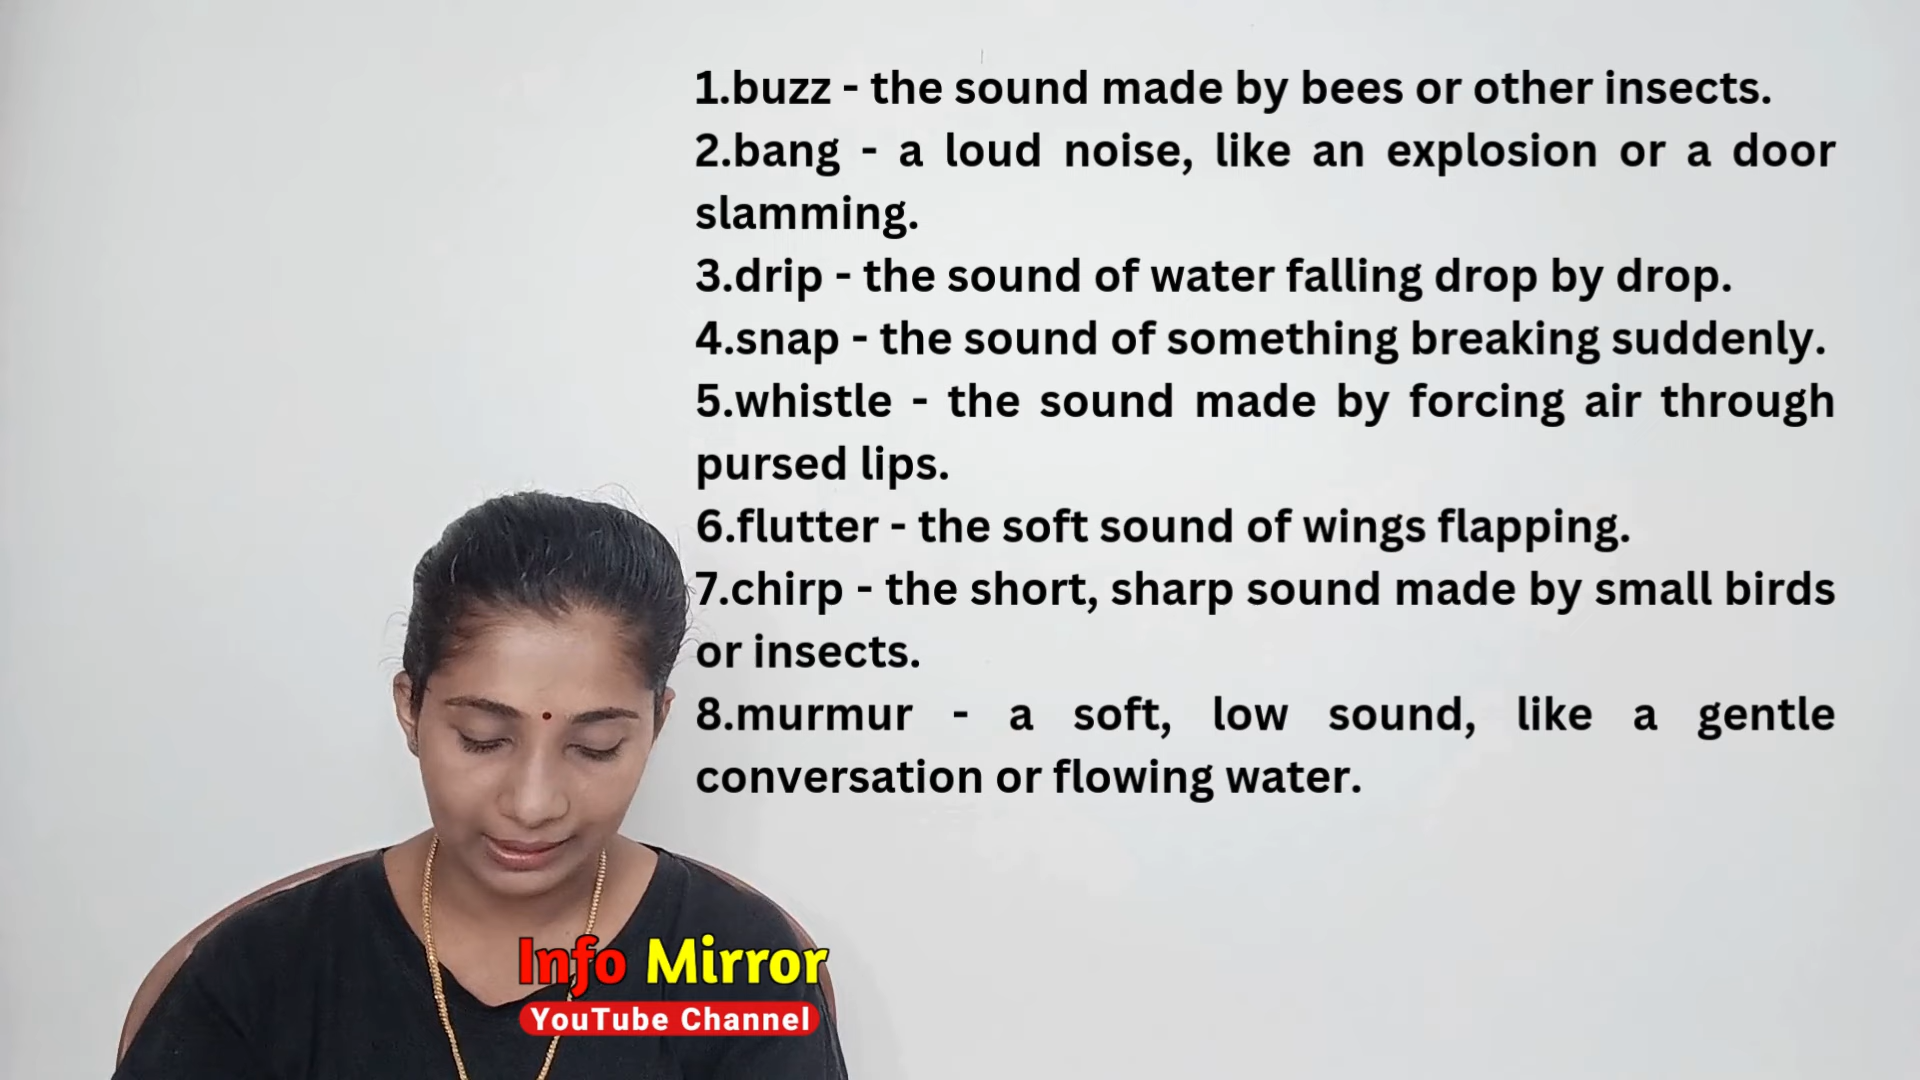 1.buzz - the sound made by bees or other insects.
2.bang - a loud noise, like an explosion or a door
slamming.
3.drip - the sound of water falling drop by drop.
4.snap - the sound of something breaking suddenly.
5.whistle - the sound made by forcing air through
pursed lips.
6.flutter - the soft sound of wings flapping.
7.chirp - the short, sharp sound made by small birds
or insects.
8.murmur - a soft, low sound, like a gentle
conversation or flowing water.
Info Mirror
YouTube Channel